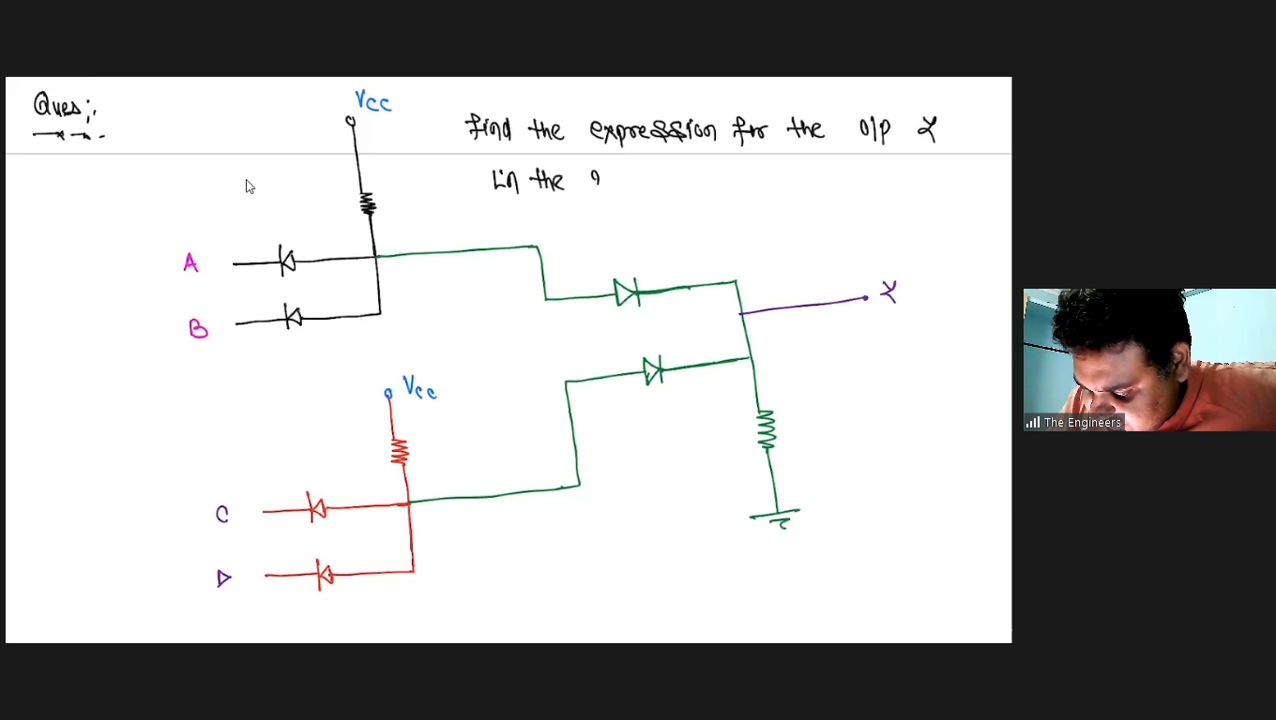 Ques:
Vcc
find the expression for the o/p Y
in the
A
B
Y
Vcc
C
D
The Engineers